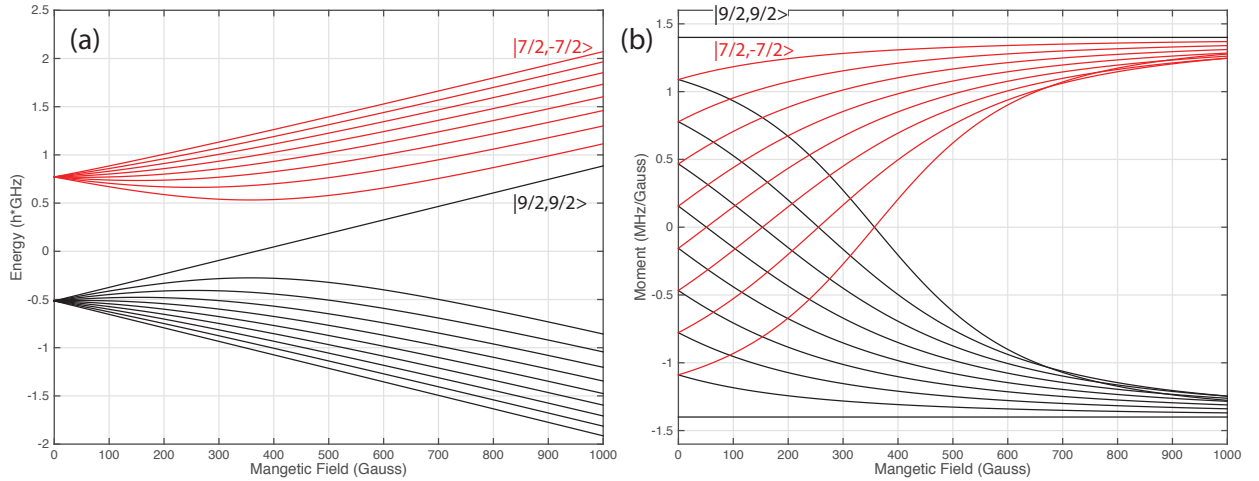 (a)
|7/2,-7/2>
|9/2,9/2>
Energy (h*GHz)
2.5
2
1.5
1
0.5
0
-0.5
-1
-1.5
-2
0 100 200 300 400 500 600 700 800 900 1000
Mangetic Field (Gauss)
|9/2,9/2>
(b)
|7/2,-7/2>
Moment (MHz/Gauss)
1.5
1
0.5
0
-0.5
-1
-1.5
0 100 200 300 400 500 600 700 800 900 1000
Mangetic Field (Gauss)